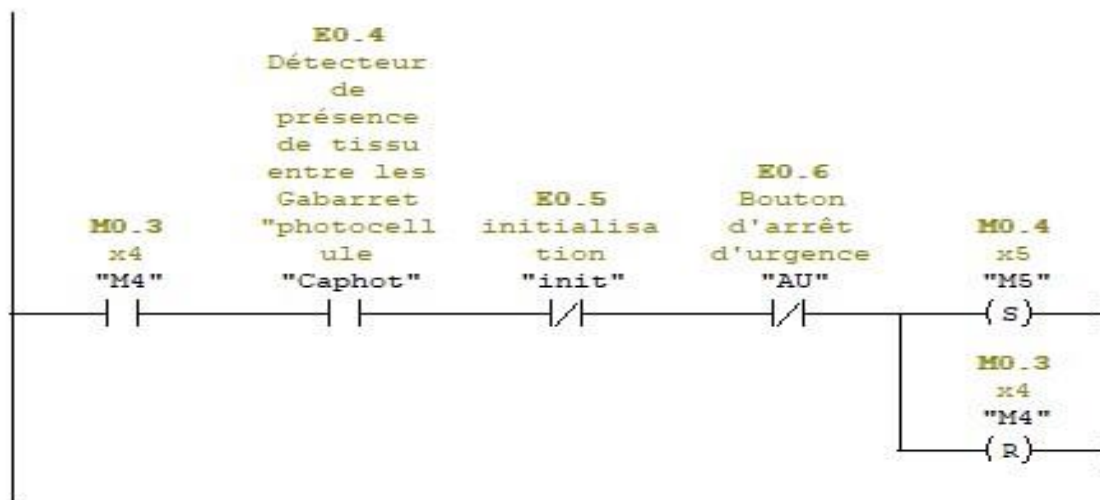 E0.4
Détecteur
de
présence
de tissu
entre les
Gabarret
"photocell
ule
"Caphot"
M0.3
x4
"M4"
E0.5
initialisa
tion
"init"
E0.6
Bouton
d'arrêt
d'urgence
"AU"
M0.4
x5
"M5"
(S)
M0.3
x4
"M4"
(R)